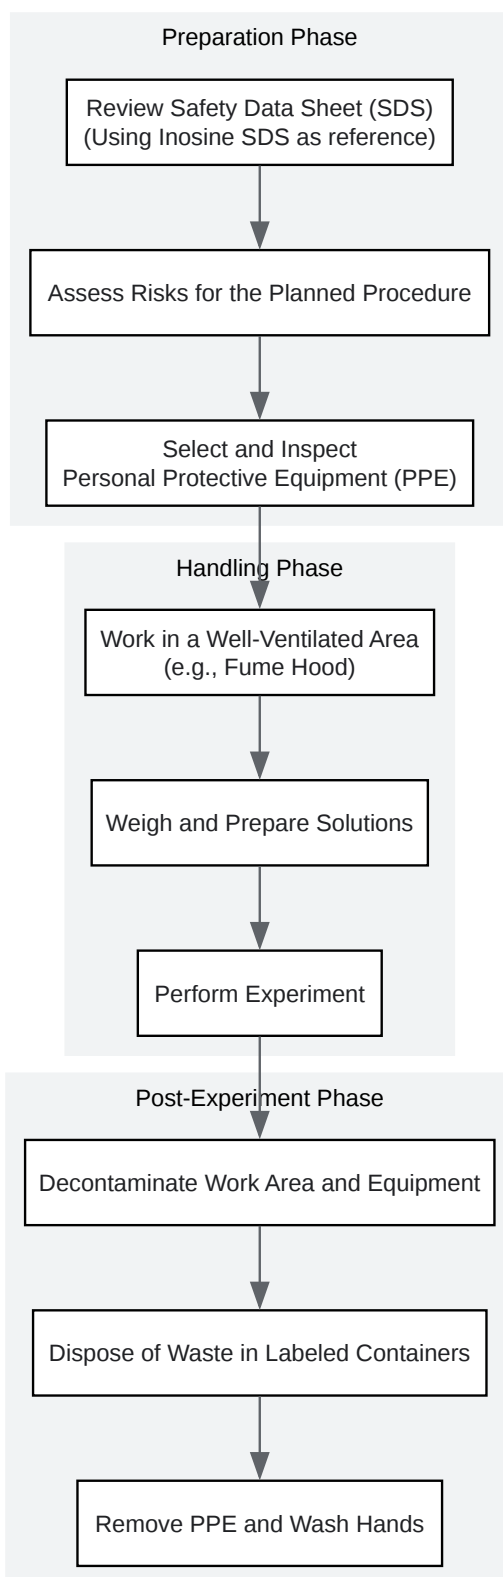 Preparation Phase
Review Safety Data Sheet (SDS)
(Using Inosine SDS as reference)
Assess Risks for the Planned Procedure
Select and Inspect
Personal Protective Equipment (PPE)
Handling Phase
Work in a Well-Ventilated Area
(e.g., Fume Hood)
Weigh and Prepare Solutions
Perform Experiment
Post-Experiment Phase
Decontaminate Work Area and Equipment
Dispose of Waste in Labeled Containers
Remove PPE and Wash Hands